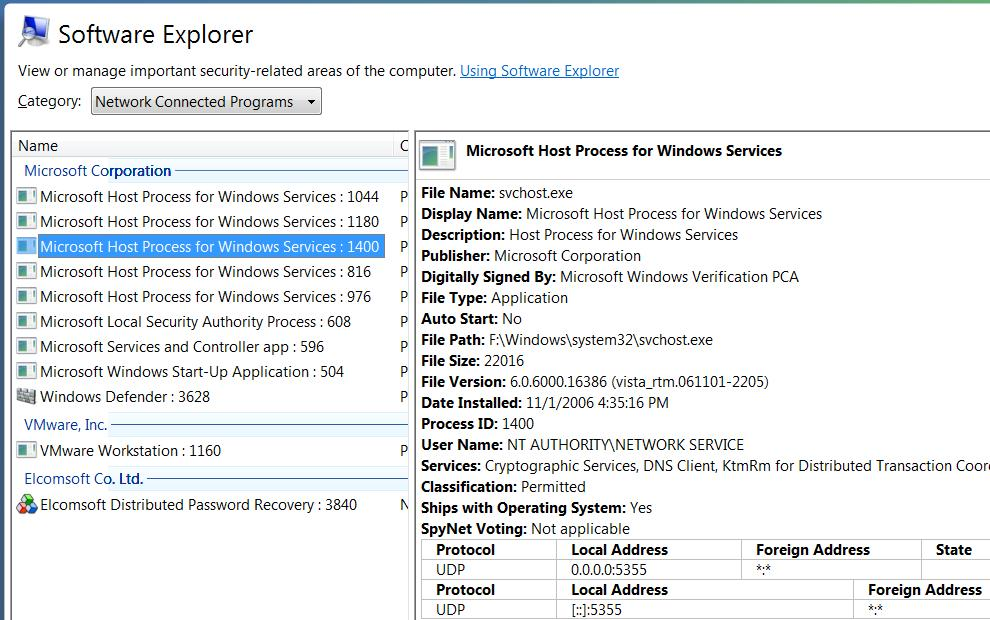 Software Explorer
View or manage important security-related areas of the computer. Using Software Explorer
Category: Network Connected Programs
Name
Microsoft Corporation
Microsoft Host Process for Windows Services : 1044 P
Microsoft Host Process for Windows Services : 1180 P
Microsoft Host Process for Windows Services : 1400 P
Microsoft Host Process for Windows Services : 816 P
Microsoft Host Process for Windows Services : 976 P
Microsoft Local Security Authority Process : 608 P
Microsoft Services and Controller app : 596 P
Microsoft Windows Start-Up Application : 504 P
Windows Defender : 3628 P
VMware, Inc.
VMware Workstation : 1160 P
Elcomsoft Co. Ltd.
Elcomsoft Distributed Password Recovery : 3840 N
Microsoft Host Process for Windows Services
File Name: svchost.exe
Display Name: Microsoft Host Process for Windows Services
Description: Host Process for Windows Services
Publisher: Microsoft Corporation
Digitally Signed By: Microsoft Windows Verification PCA
File Type: Application
Auto Start: No
File Path: F:\Windows\system32\svchost.exe
File Size: 22016
File Version: 6.0.6000.16386 (vista_rtm.061101-2205)
Date Installed: 11/1/2006 4:35:16 PM
Process ID: 1400
User Name: NT AUTHORITY\NETWORK SERVICE
Services: Cryptographic Services, DNS Client, KtmRm for Distributed Transaction Coor
Classification: Permitted
Ships with Operating System: Yes
SpyNet Voting: Not applicable
Protocol Local Address Foreign Address State
UDP 0.0.0.0:5355 *:*
Protocol Local Address Foreign Address
UDP [::]:5355 *:*